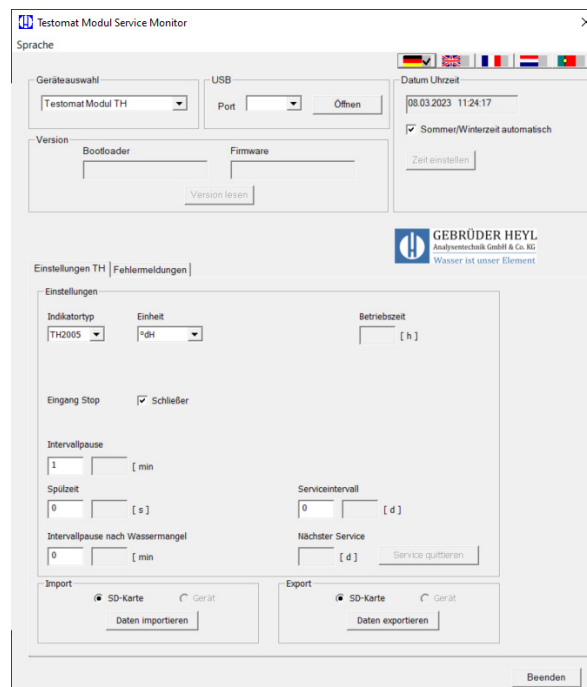 Testomat Modul Service Monitor
Sprache
Geräteauswahl
Testomat Modul TH
USB
Port
Öffnen
Datum Uhrzeit
08.03.2023 11:24:17
Sommer/Winterzeit automatisch
Zeit einstellen
Version
Bootloader
Firmware
Version lesen
GEBRÜDER HEYL
Analysentechnik GmbH & Co. KG
Wasser ist unser Element
Einstellungen TH
Fehlermeldungen
Einstellungen
Indikatortyp
Einheit
Betriebszeit
TH2005
°dH
[ h ]
Eingang Stop
Schließer
Intervallpause
1
[ min
Spülzeit
Serviceintervall
0
[ s ]
0
[ d ]
Intervallpause nach Wassermangel
Nächster Service
0
[ min
[ d ]
Service quittieren
Import
SD-Karte
Gerät
Daten importieren
Export
SD-Karte
Gerät
Daten exportieren
Beenden